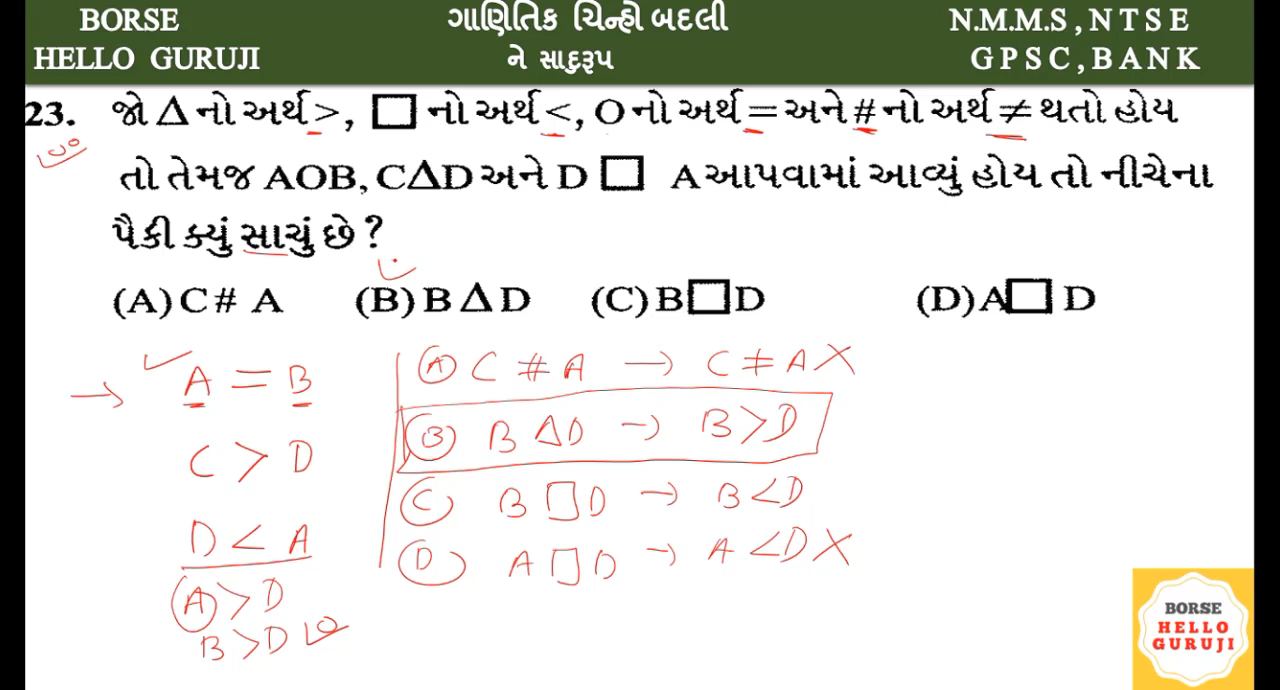 BORSE
HELLO GURUJI
ગાણિતિક ચિન્હો બદલી
ને સાદુરૂપ
N.M.M.S , N T S E
G P S C , B A N K
23. જો Δ નો અર્થ >, □ નો અર્થ <, O નો અર્થ = અને # નો અર્થ ≠ થતો હોય
તો તેમજ AOB, CΔD અને D □ A આપવામાં આવ્યું હોય તો નીચેના
પૈકી ક્યું સાચું છે ?
(A) C # A (B) B Δ D (C) B □ D (D) A □ D
→ ✓ A = B
C > D
D < A
A > D
B > D
A C # A → C ≠ A X
B B Δ D → B > D
C B □ D → B < D
D A □ D → A < D X
BORSE
HELLO
GURUJI